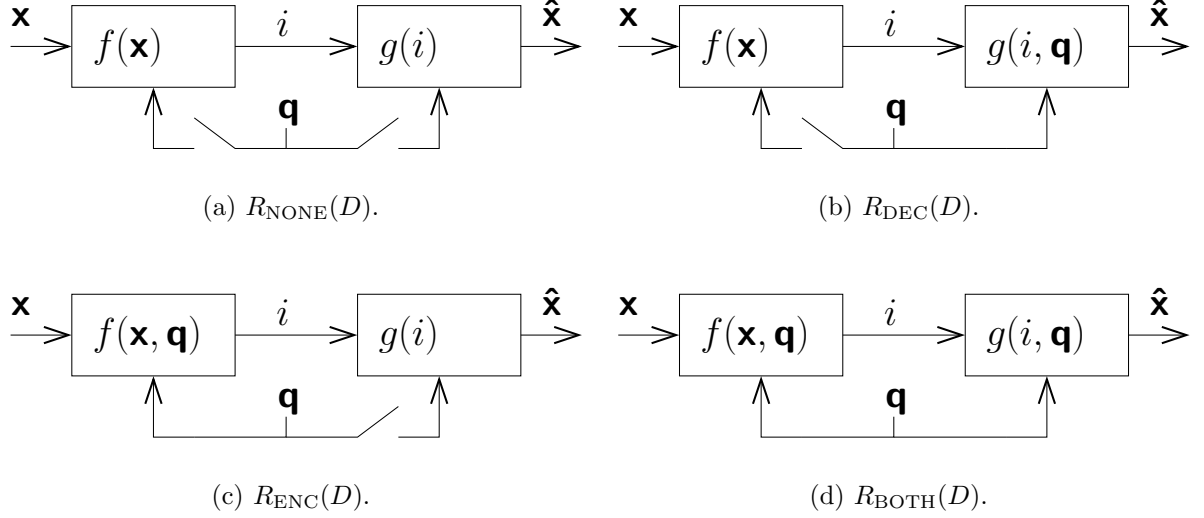 x f(x) i g(i) x̂ x f(x) i g(i, q) x̂
q q
(a) R_NONE(D). (b) R_DEC(D).
x f(x, q) i g(i) x̂ x f(x, q) i g(i, q) x̂
q q
(c) R_ENC(D). (d) R_BOTH(D).